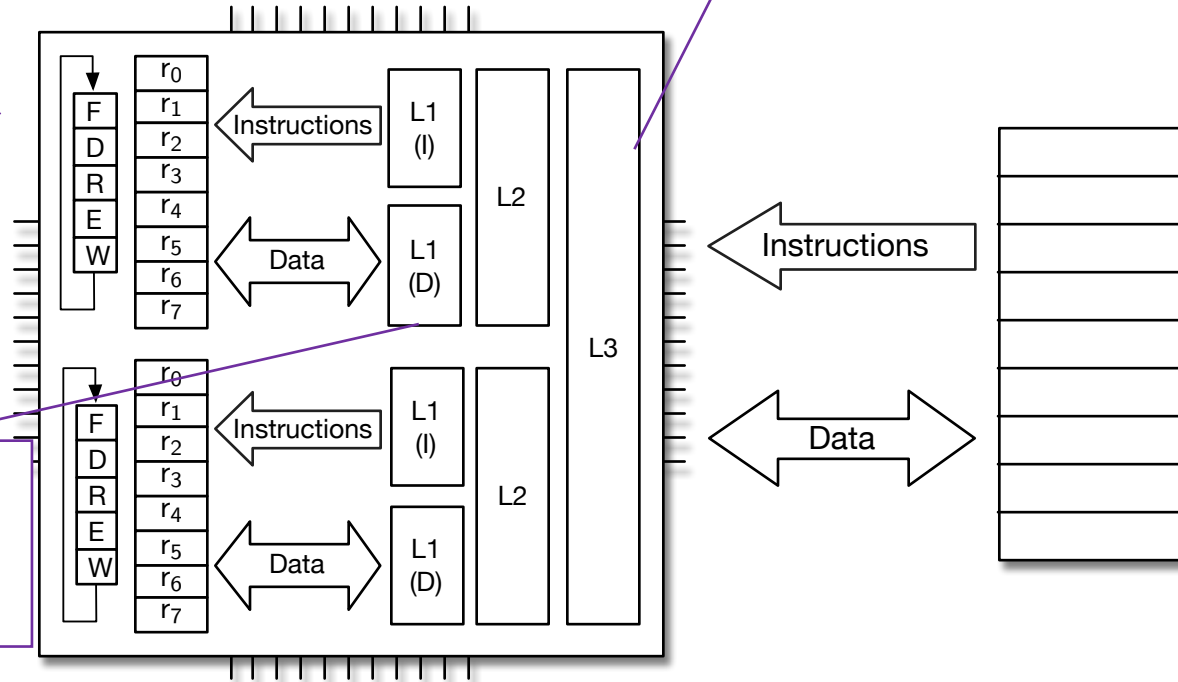 F
D
R
E
W
r0
r1
r2
r3
r4
r5
r6
r7
Instructions
Data
L1
(I)
L1
(D)
L2
F
D
R
E
W
r0
r1
r2
r3
r4
r5
r6
r7
Instructions
Data
L1
(I)
L1
(D)
L2
L3
Instructions
Data